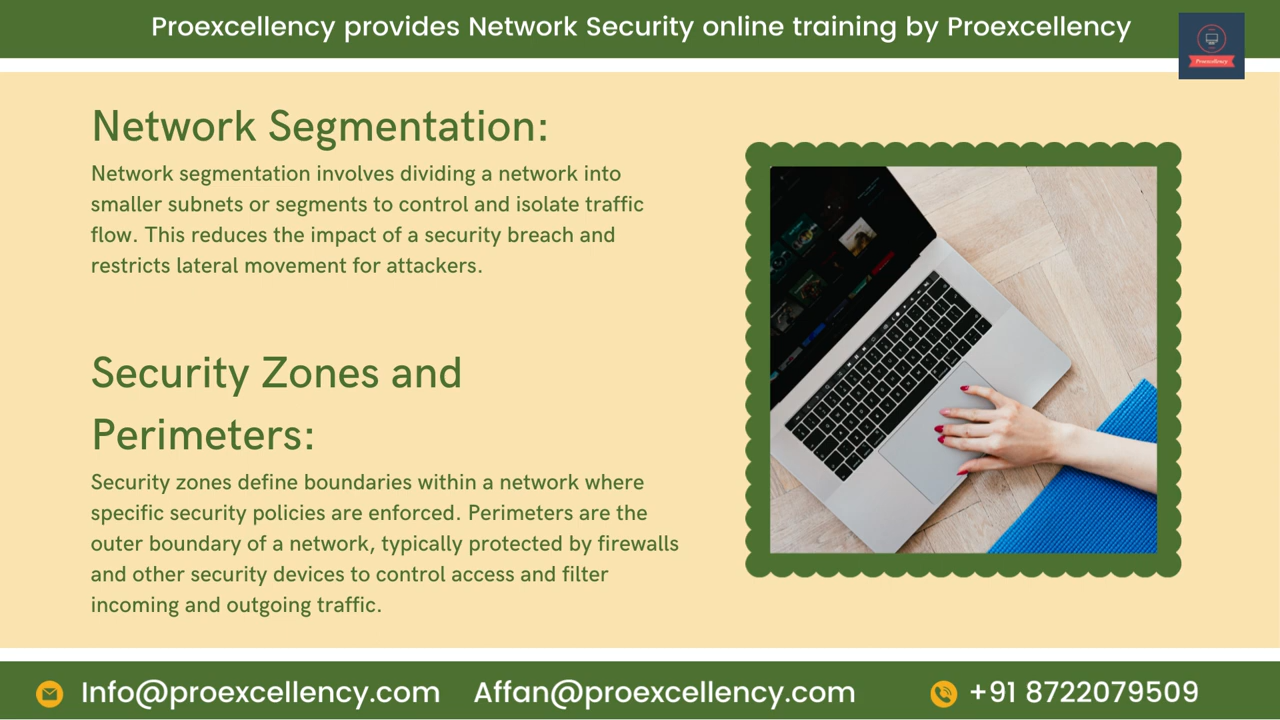 Proexcellency provides Network Security online training by Proexcellency
Proexcellency
Network Segmentation:
Network segmentation involves dividing a network into
smaller subnets or segments to control and isolate traffic
flow. This reduces the impact of a security breach and
restricts lateral movement for attackers.
Security Zones and
Perimeters:
Security zones define boundaries within a network where
specific security policies are enforced. Perimeters are the
outer boundary of a network, typically protected by firewalls
and other security devices to control access and filter
incoming and outgoing traffic.
Info@proexcellency.com Affan@proexcellency.com +91 8722079509